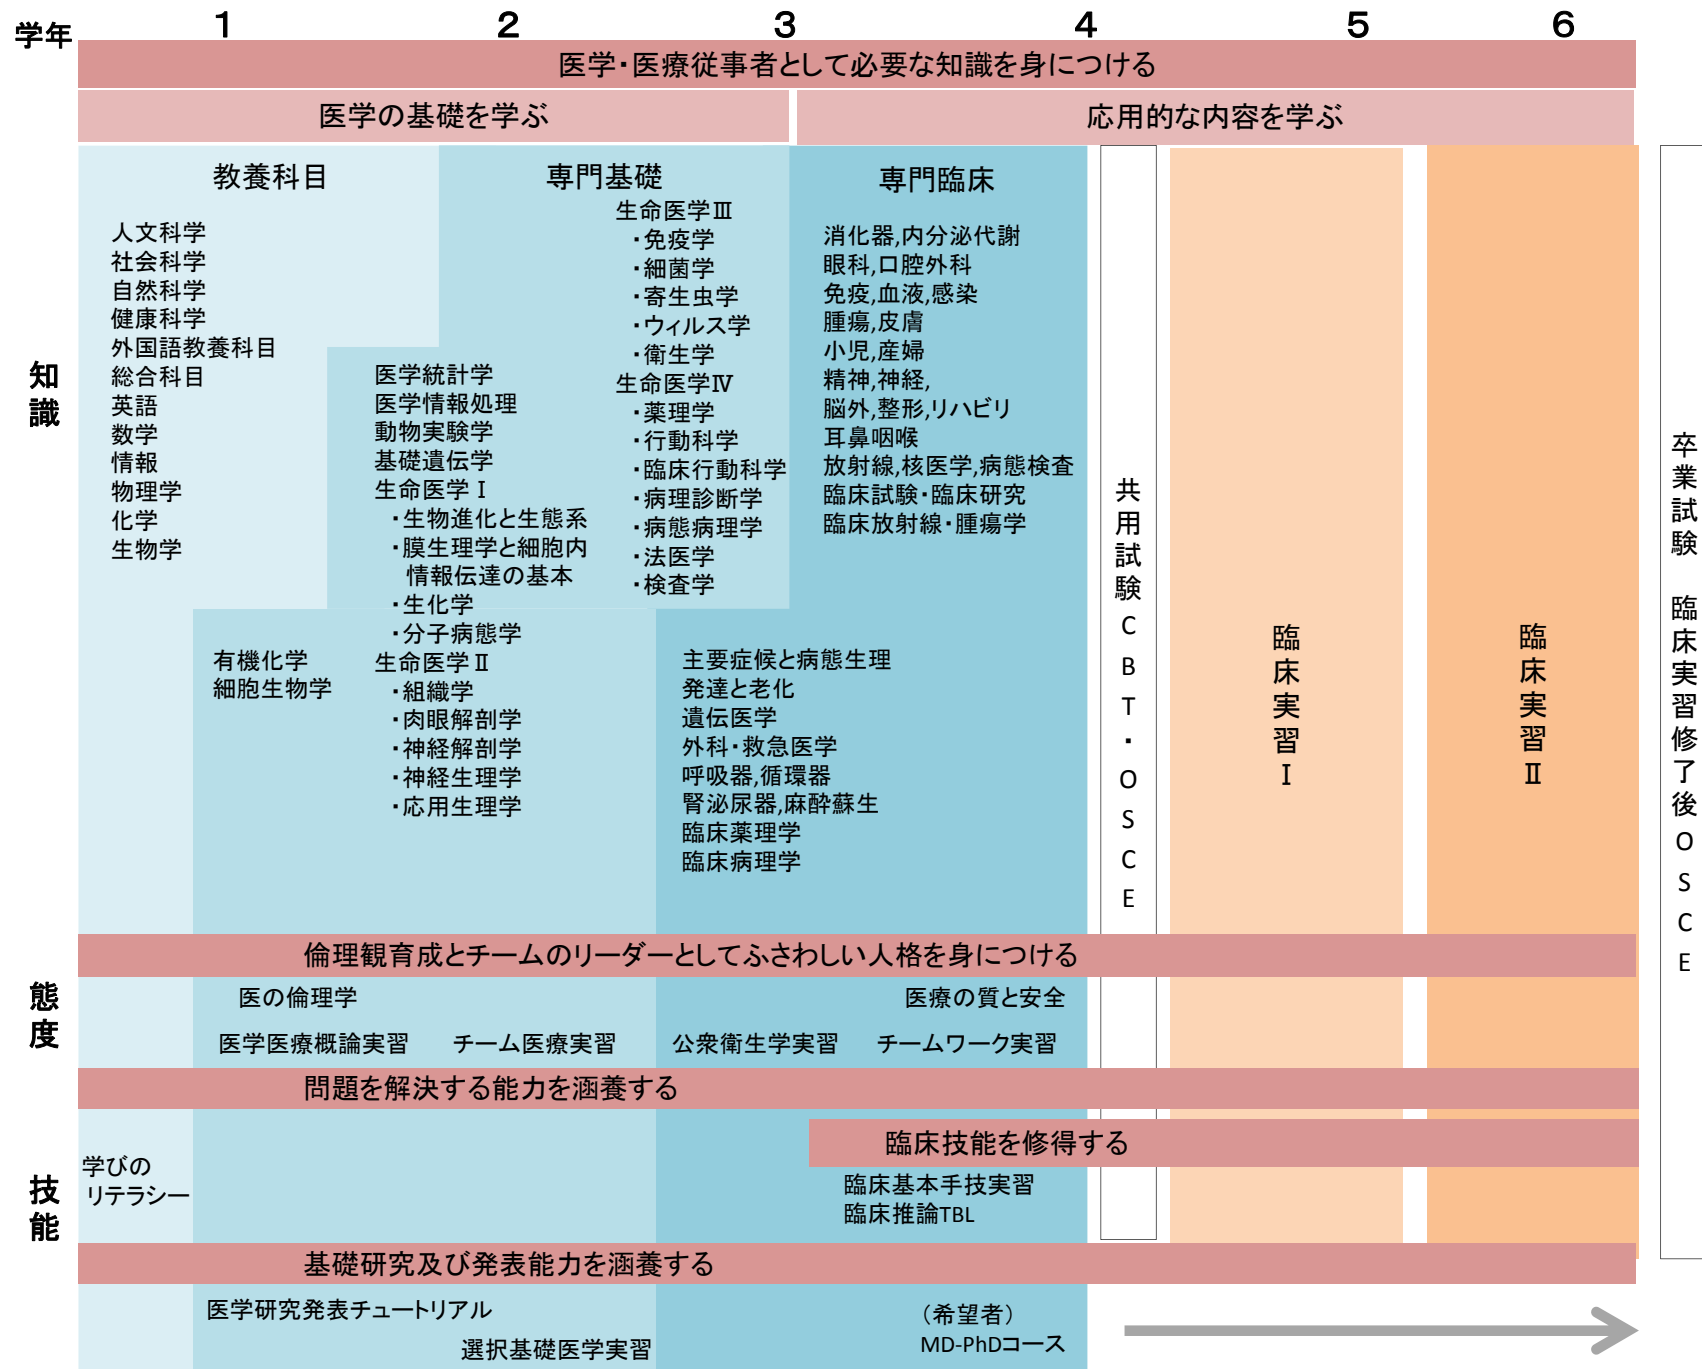 学年 1 2 3 4 5 6
医学・医療従事者として必要な知識を身につける
医学の基礎を学ぶ
応用的な内容を学ぶ
知識
教養科目
人文科学
社会科学
自然科学
健康科学
外国語教養科目
総合科目
英語
数学
情報
物理学
化学
生物学
有機化学
細胞生物学
専門基礎
医学統計学
医学情報処理
動物実験学
基礎遺伝学
生命医学Ⅰ
・生物進化と生態系
・膜生理学と細胞内
情報伝達の基本
・生化学
・分子病態学
生命医学Ⅱ
・組織学
・肉眼解剖学
・神経解剖学
・神経生理学
・応用生理学
生命医学Ⅲ
・免疫学
・細菌学
・寄生虫学
・ウィルス学
・衛生学
生命医学Ⅳ
・薬理学
・行動科学
・臨床行動科学
・病理診断学
・病態病理学
・法医学
・検査学
専門臨床
消化器,内分泌代謝
眼科,口腔外科
免疫,血液,感染
腫瘍,皮膚
小児,産婦
精神,神経,
脳外,整形,リハビリ
耳鼻咽喉
放射線,核医学,病態検査
臨床試験・臨床研究
臨床放射線・腫瘍学
主要症候と病態生理
発達と老化
遺伝医学
外科・救急医学
呼吸器,循環器
腎泌尿器,麻酔蘇生
臨床薬理学
臨床病理学
共用試験CBT・OSCE
臨床実習Ⅰ
臨床実習Ⅱ
卒業試験 臨床実習修了後OSCE
倫理観育成とチームのリーダーとしてふさわしい人格を身につける
態度
医の倫理学
医療の質と安全
医学医療概論実習
チーム医療実習
公衆衛生学実習
チームワーク実習
問題を解決する能力を涵養する
臨床技能を修得する
技能
学びの
リテラシー
臨床基本手技実習
臨床推論TBL
基礎研究及び発表能力を涵養する
医学研究発表チュートリアル
選択基礎医学実習
（希望者）
MD-PhDコース